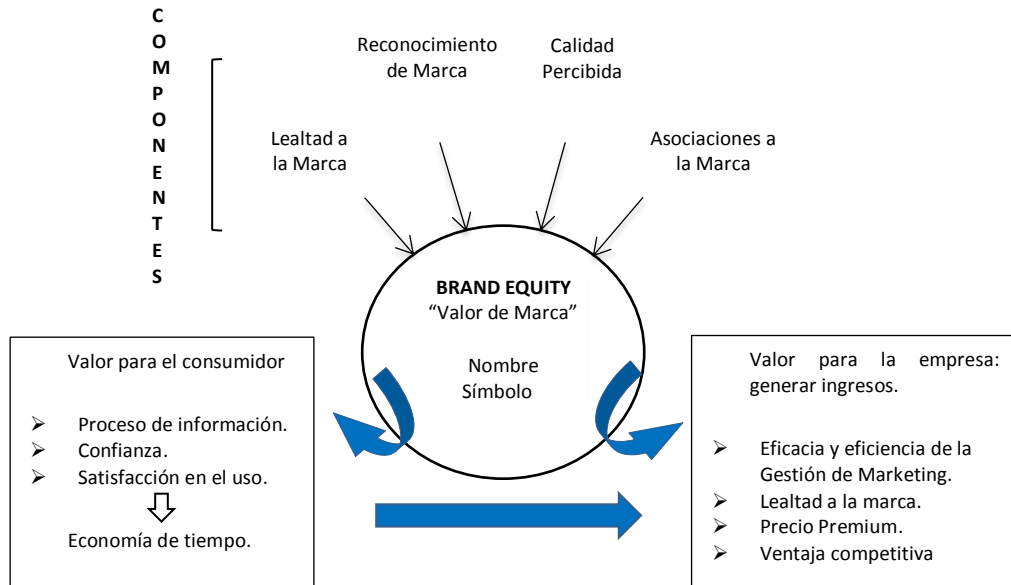 COMPONENTES
Reconocimiento
de Marca
Calidad
Percibida
Lealtad a
la Marca
Asociaciones a
la Marca
BRAND EQUITY
“Valor de Marca”
Nombre
Símbolo
Valor para el consumidor
➢ Proceso de información.
➢ Confianza.
➢ Satisfacción en el uso.
Economía de tiempo.
Valor para la empresa:
generar ingresos.
➢ Eficacia y eficiencia de la
Gestión de Marketing.
➢ Lealtad a la marca.
➢ Precio Premium.
➢ Ventaja competitiva